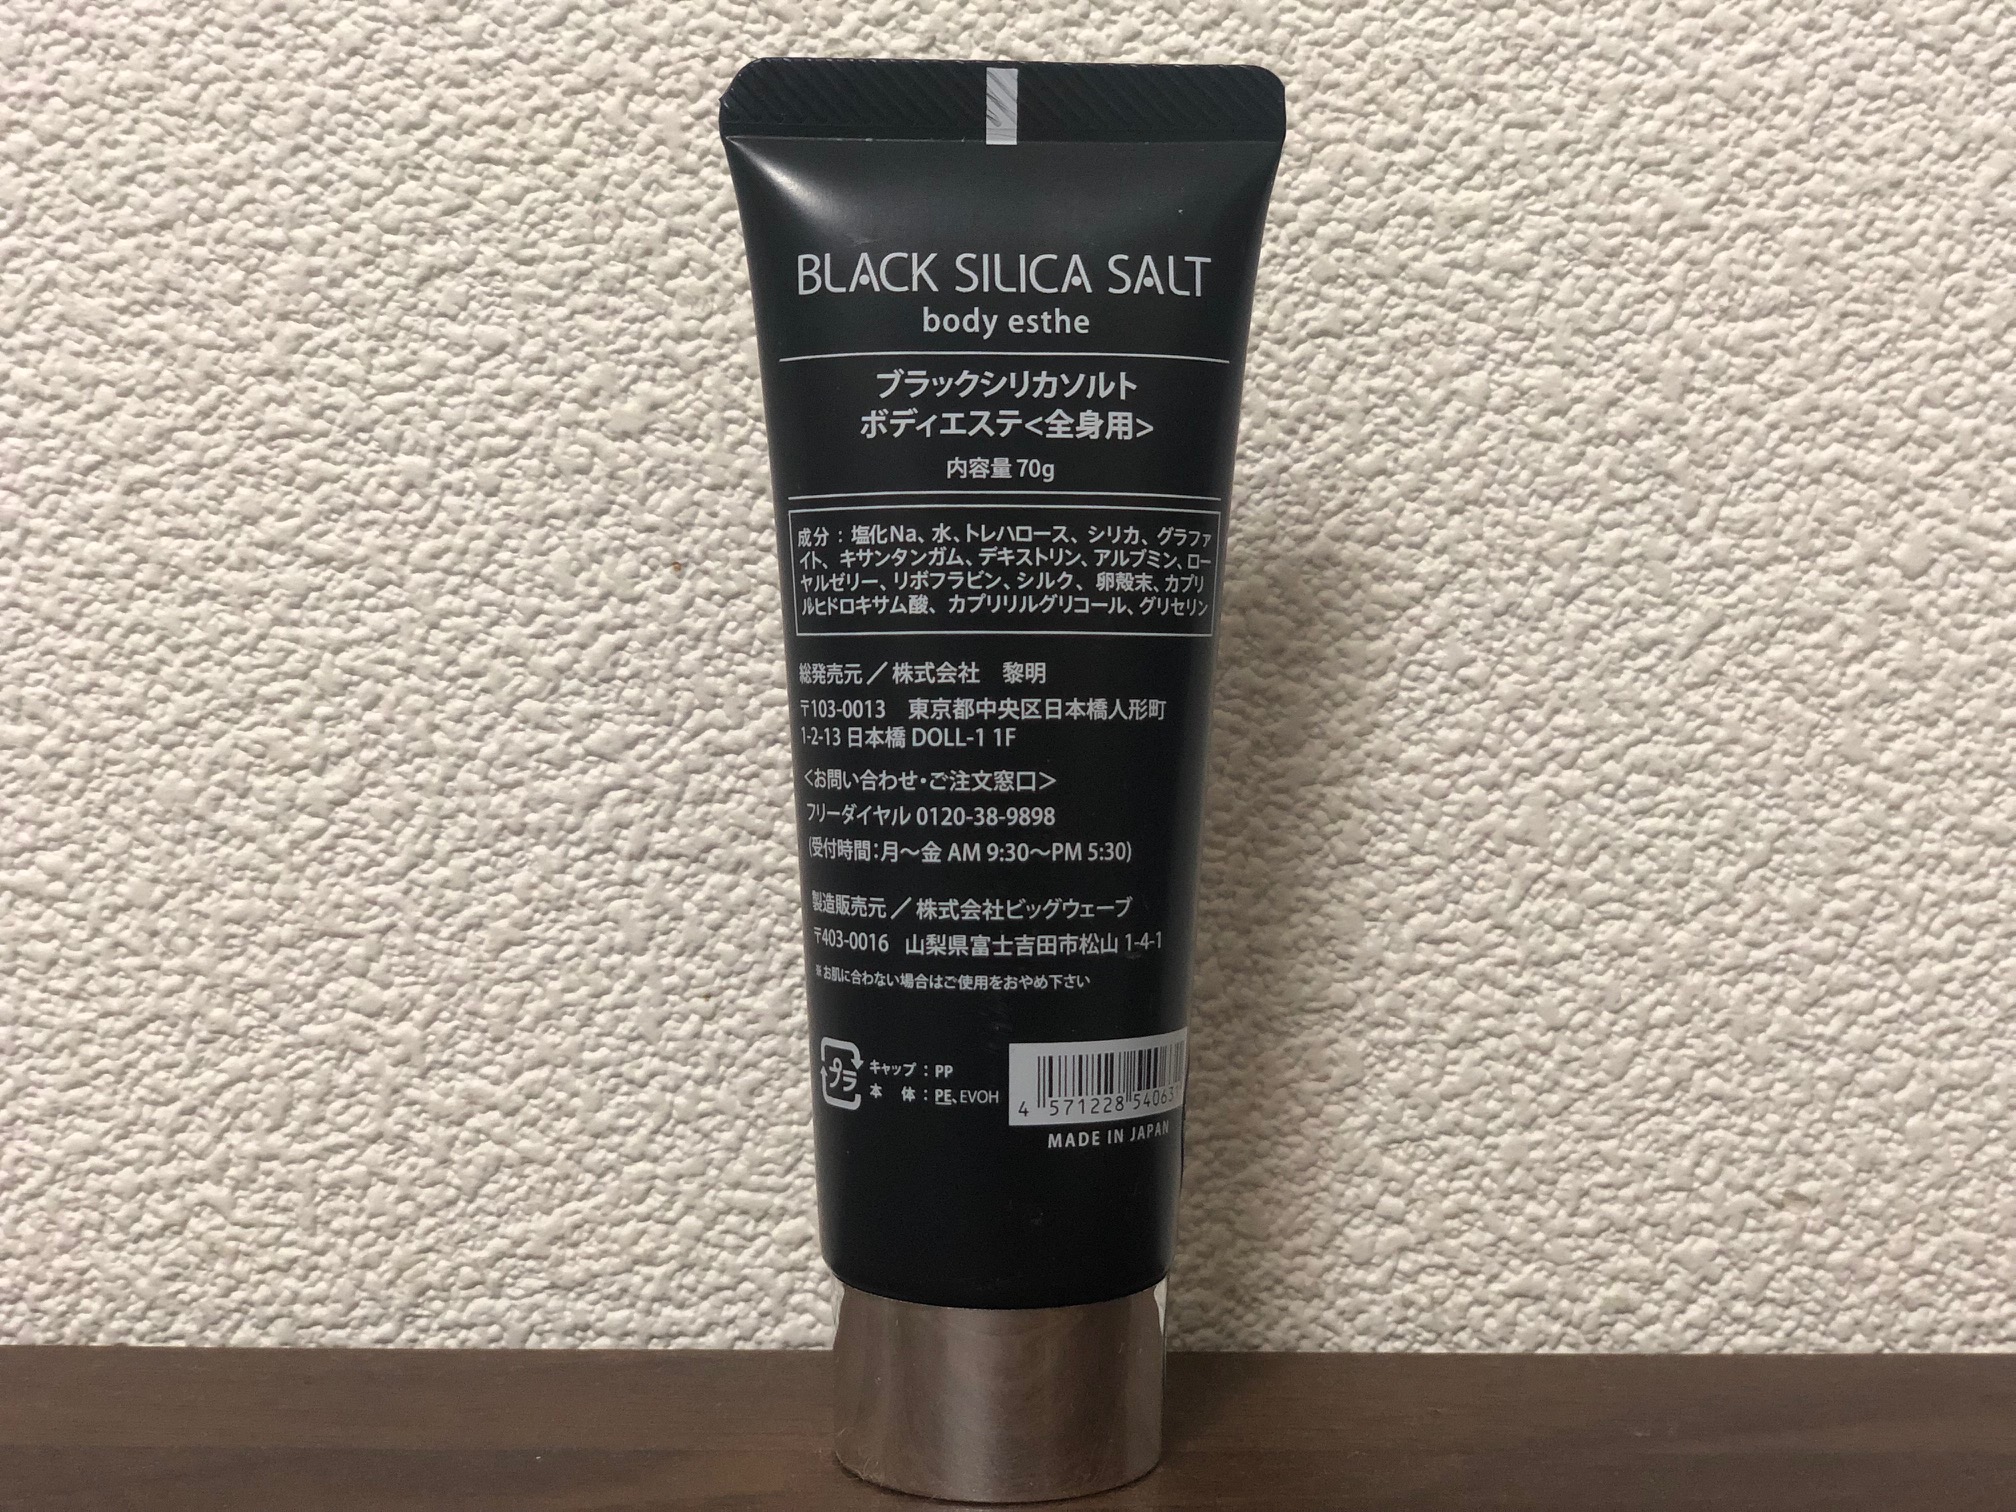 BLACK SILICA SALT
body esthe
ブラックシリカソルト
ボディエステ<全身用>
内容量70g
成分：塩化Na、水、トレハロース、シリカ、グラファ
イト、キサンタンガム、デキストリン、アルブミン、ロー
ヤルゼリー、リボフラビン、シルク、卵殻末、カプリ
ルヒドロキサム酸、カプリリルグリコール、グリセリン
総発売元／株式会社　黎明
〒103-0013　東京都中央区日本橋人形町
1-2-13 日本橋 DOLL-1 1F
<お問い合わせ・ご注文窓口>
フリーダイヤル 0120-38-9898
(受付時間：月～金 AM 9:30～PM 5:30)
製造販売元／株式会社ビッグウェーブ
〒403-0016　山梨県富士吉田市松山 1-4-1
※お肌に合わない場合はご使用をおやめ下さい
プラ
キャップ：PP
本　体：PE、EVOH
4 571228 54063
MADE IN JAPAN